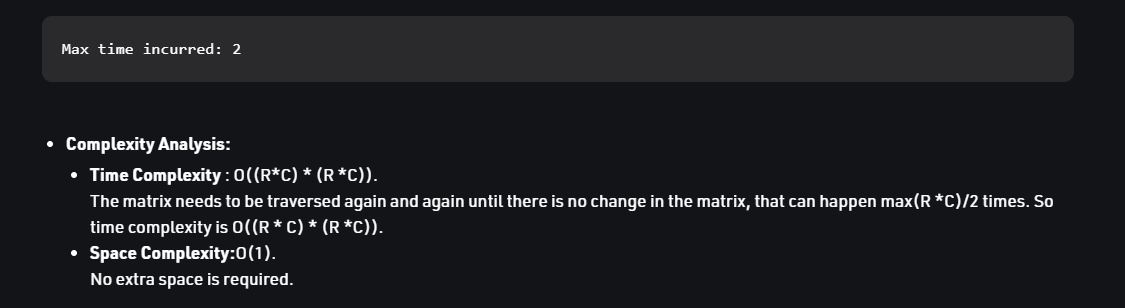 Max time incurred: 2
• Complexity Analysis:
• Time Complexity : O((R*C) * (R *C)).
The matrix needs to be traversed again and again until there is no change in the matrix, that can happen max(R *C)/2 times. So
time complexity is O((R * C) * (R *C)).
• Space Complexity:O(1).
No extra space is required.